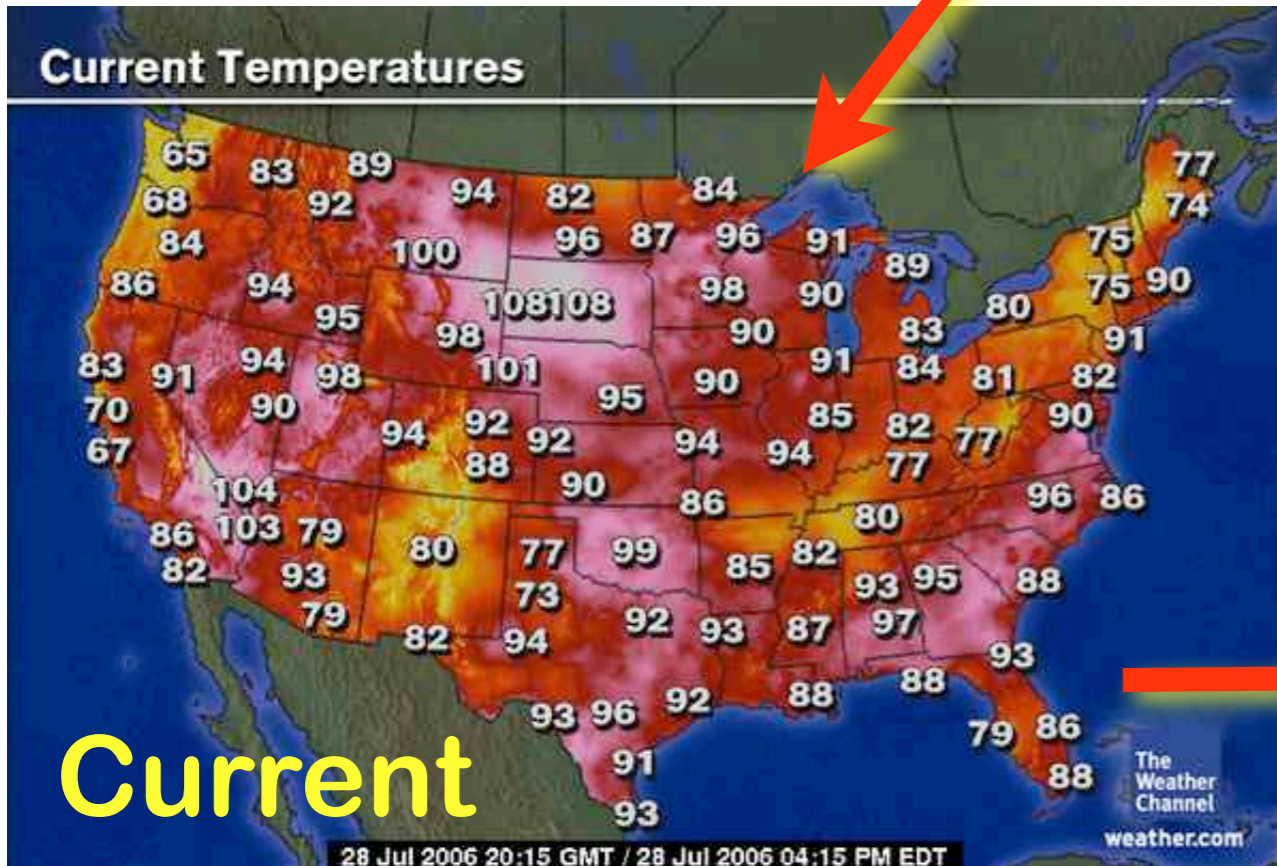 Current Temperatures
65 83 89 94 82 84 77
68 92 74
84 100 96 87 96 91 75
86 94 108 108 98 90 89 75 90
95 98 90 80 83 91
83 91 94 98 101 90 91 84 81 82
70 90 95 85 90
67 94 92 92 94 94 82 77
88 90 77
104 86 96 86
86 103 79 80 77 99 80
82 93 73 85 82 93 95 88
79 82 94 92 93 87 97
93
93 96 92 88 88
91 79 86
93 88
Current
The
Weather
Channel
weather.com
28 Jul 2006 20:15 GMT / 28 Jul 2006 04:15 PM EDT